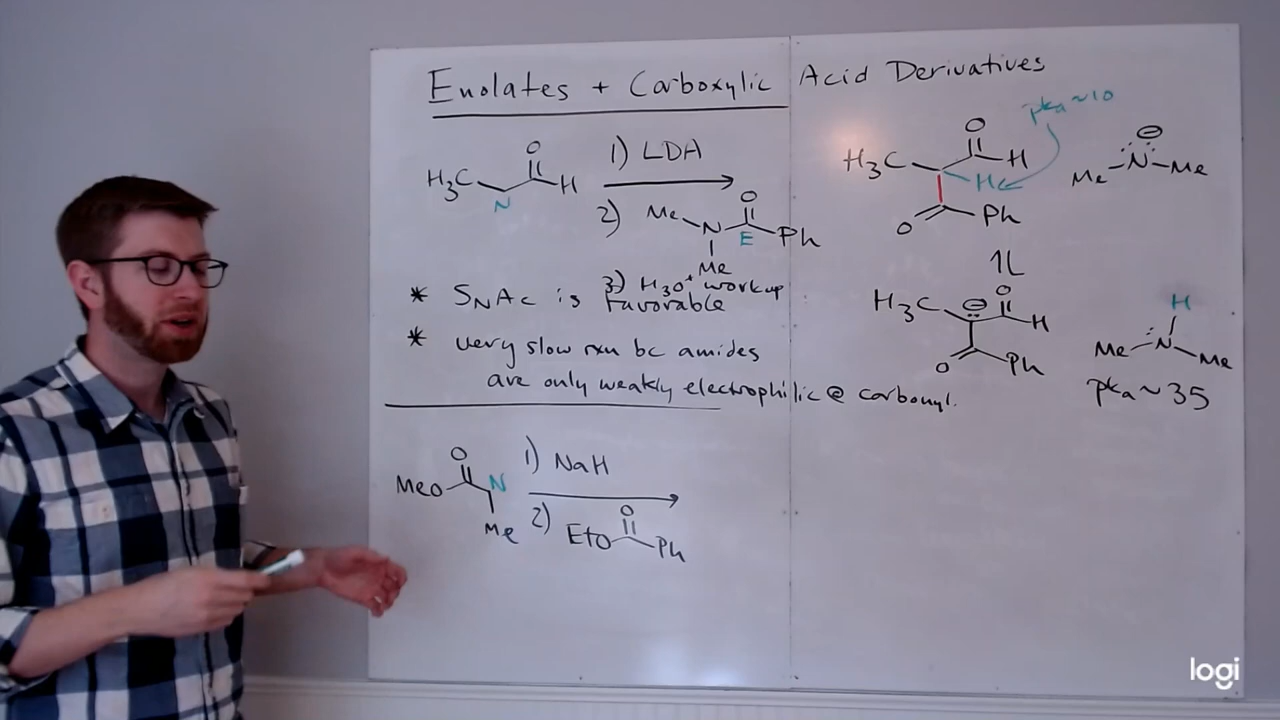 Enolates + Carboxylic Acid Derivatives
pka ~10
O
H₃C H
N
1) LDA
2) Me N O Ph
E
Me
3) H₃O⁺ workup
O
H₃C H
H
O Ph
⊖
Me N Me
1L
* SNAc is favorable
* very slow rxn bc amides
are only weakly electrophilic @ carbonyl.
O
H₃C ⊖ H
O Ph
H
Me N Me
pka ~ 35
O
MeO N
Me
1) NaH
2) O
EtO Ph
logi